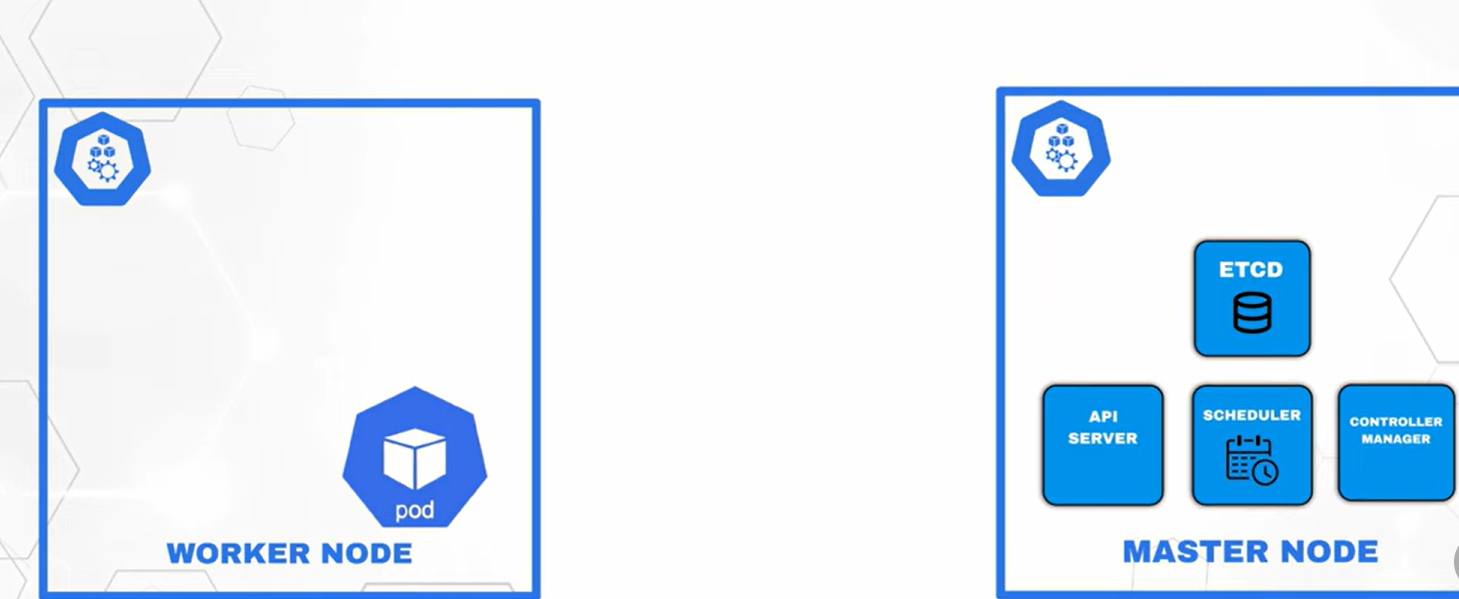 pod
WORKER NODE
ETCD
API
SERVER
SCHEDULER
CONTROLLER
MANAGER
MASTER NODE